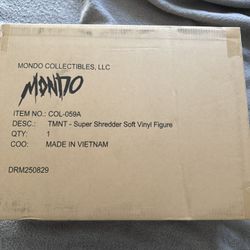 MONDO COLLECTIBLES, LLC
MONDO
ITEM NO.: COL-059A
DESC.: TMNT - Super Shredder Soft Vinyl Figure
QTY: 1
COO: MADE IN VIETNAM
DRM250829